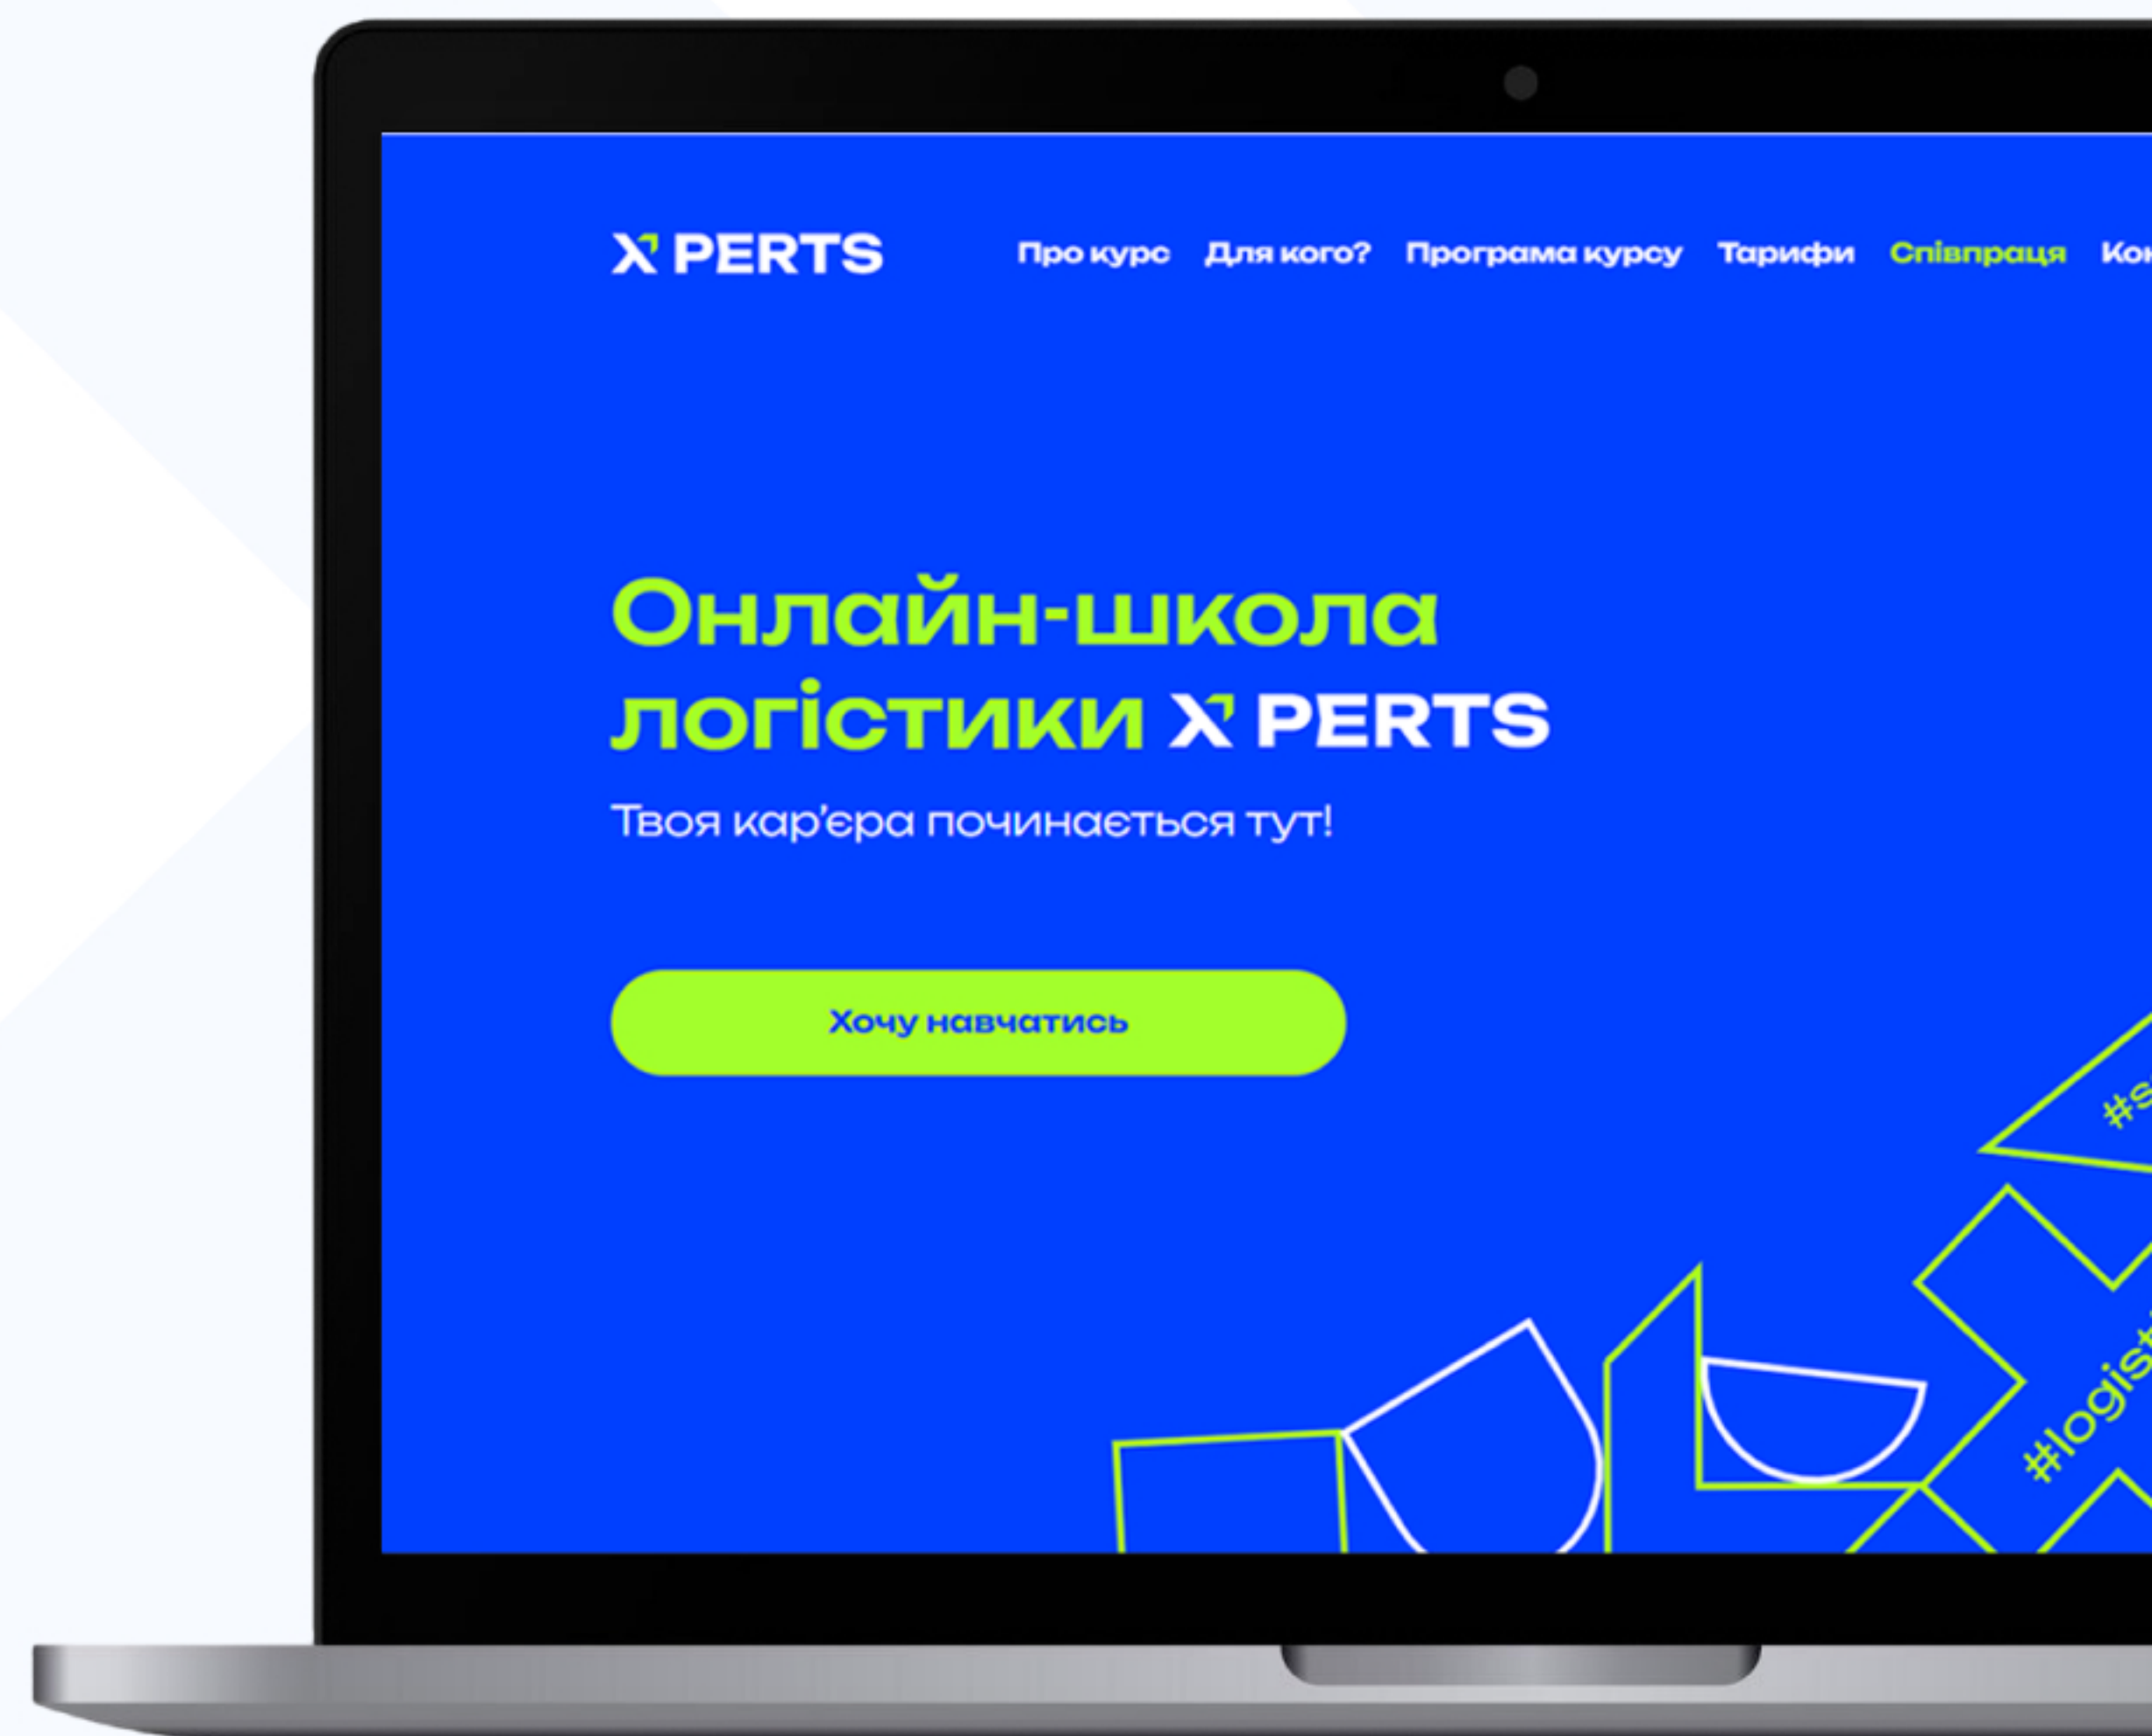 X PERTS Про курс Для кого? Програма курсу Тарифи Співпраця
Онлайн-школа
логістики X PERTS
Твоя кар’єра починається тут!
Хочу навчатись